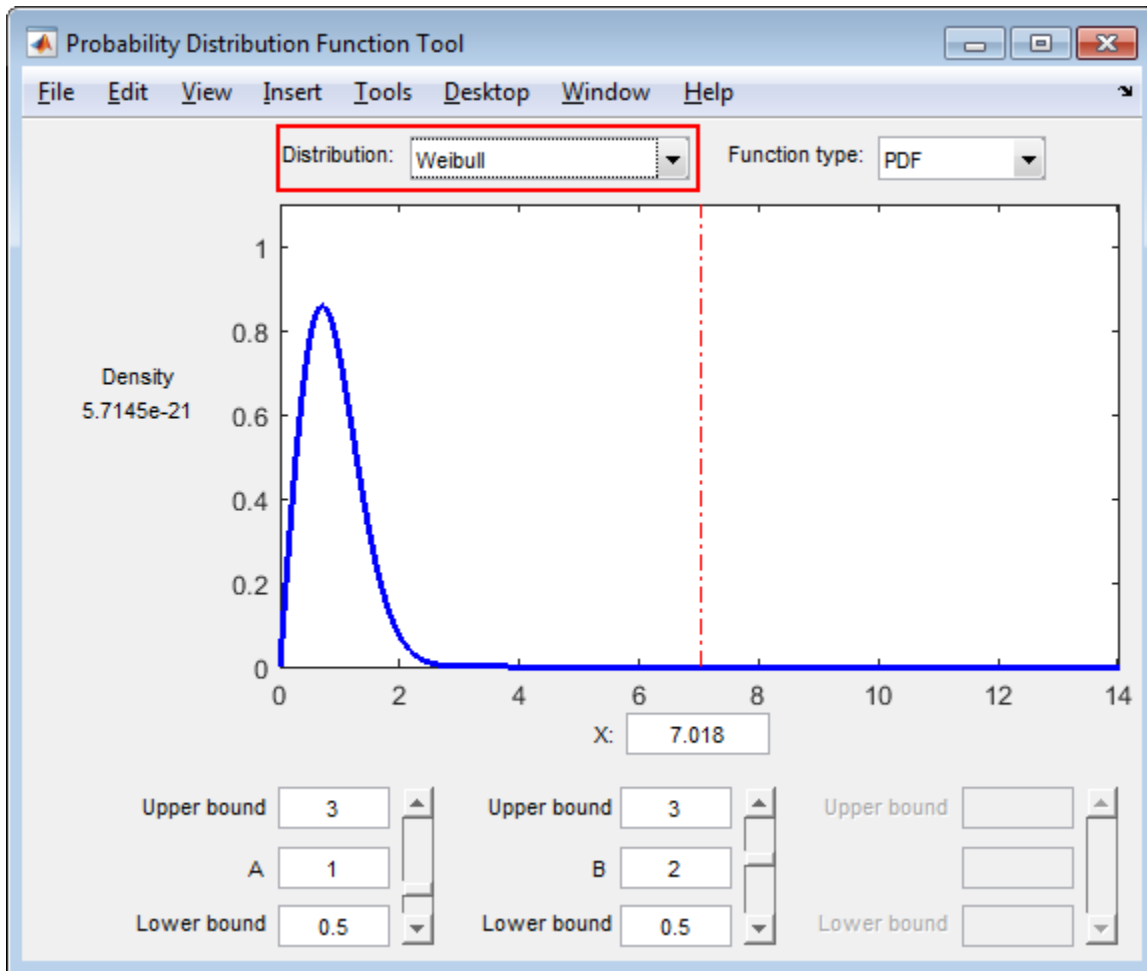 Probability Distribution Function Tool
File Edit View Insert Tools Desktop Window Help
Distribution: Weibull Function type: PDF
1
0.8
Density
5.7145e-21
0.6
0.4
0.2
0
0 2 4 6 8 10 12 14
X: 7.018
Upper bound 3 Upper bound 3 Upper bound
A 1 B 2
Lower bound 0.5 Lower bound 0.5 Lower bound